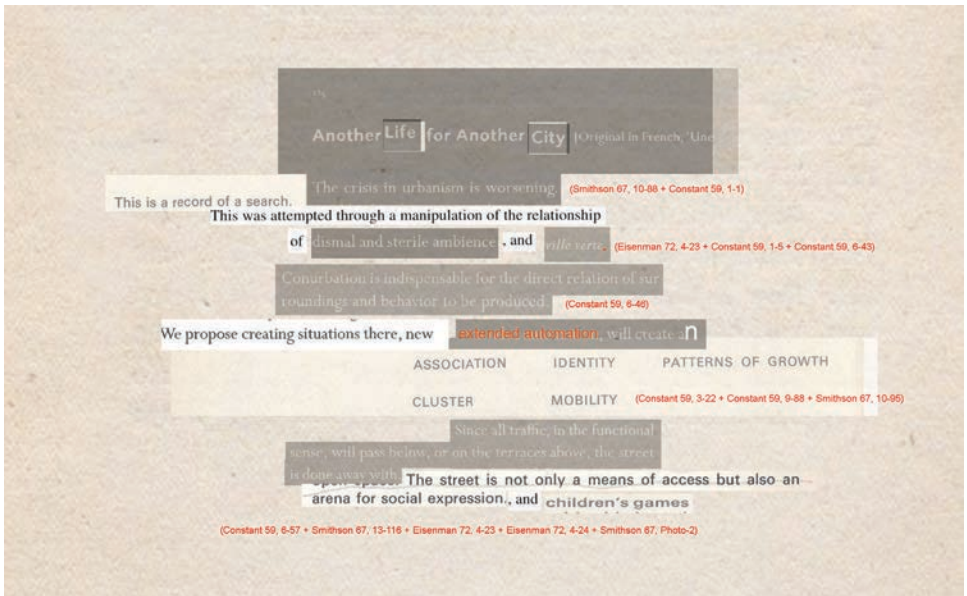 Another Life for Another City [Original in French, 'Une
The crisis in urbanism is worsening. (Smithson 67, 10-88 + Constant 59, 1-1)
This is a record of a search.
This was attempted through a manipulation of the relationship
of dismal and sterile ambience , and ville verte. (Eisenman 72, 4-23 + Constant 59, 1-5 + Constant 59, 6-43)
Conurbation is indispensable for the direct relation of sur
roundings and behavior to be produced. (Constant 59, 6-46)
We propose creating situations there, new extended automation, will create an
ASSOCIATION IDENTITY PATTERNS OF GROWTH
CLUSTER MOBILITY (Constant 59, 3-22 + Constant 59, 9-88 + Smithson 67, 10-95)
Since all traffic, in the functional
sense, will pass below, or on the terraces above, the street
is done away with The street is not only a means of access but also an
arena for social expression., and children's games
(Constant 59, 6-57 + Smithson 67, 13-116 + Eisenman 72, 4-23 + Eisenman 72, 4-24 + Smithson 67, Photo-2)